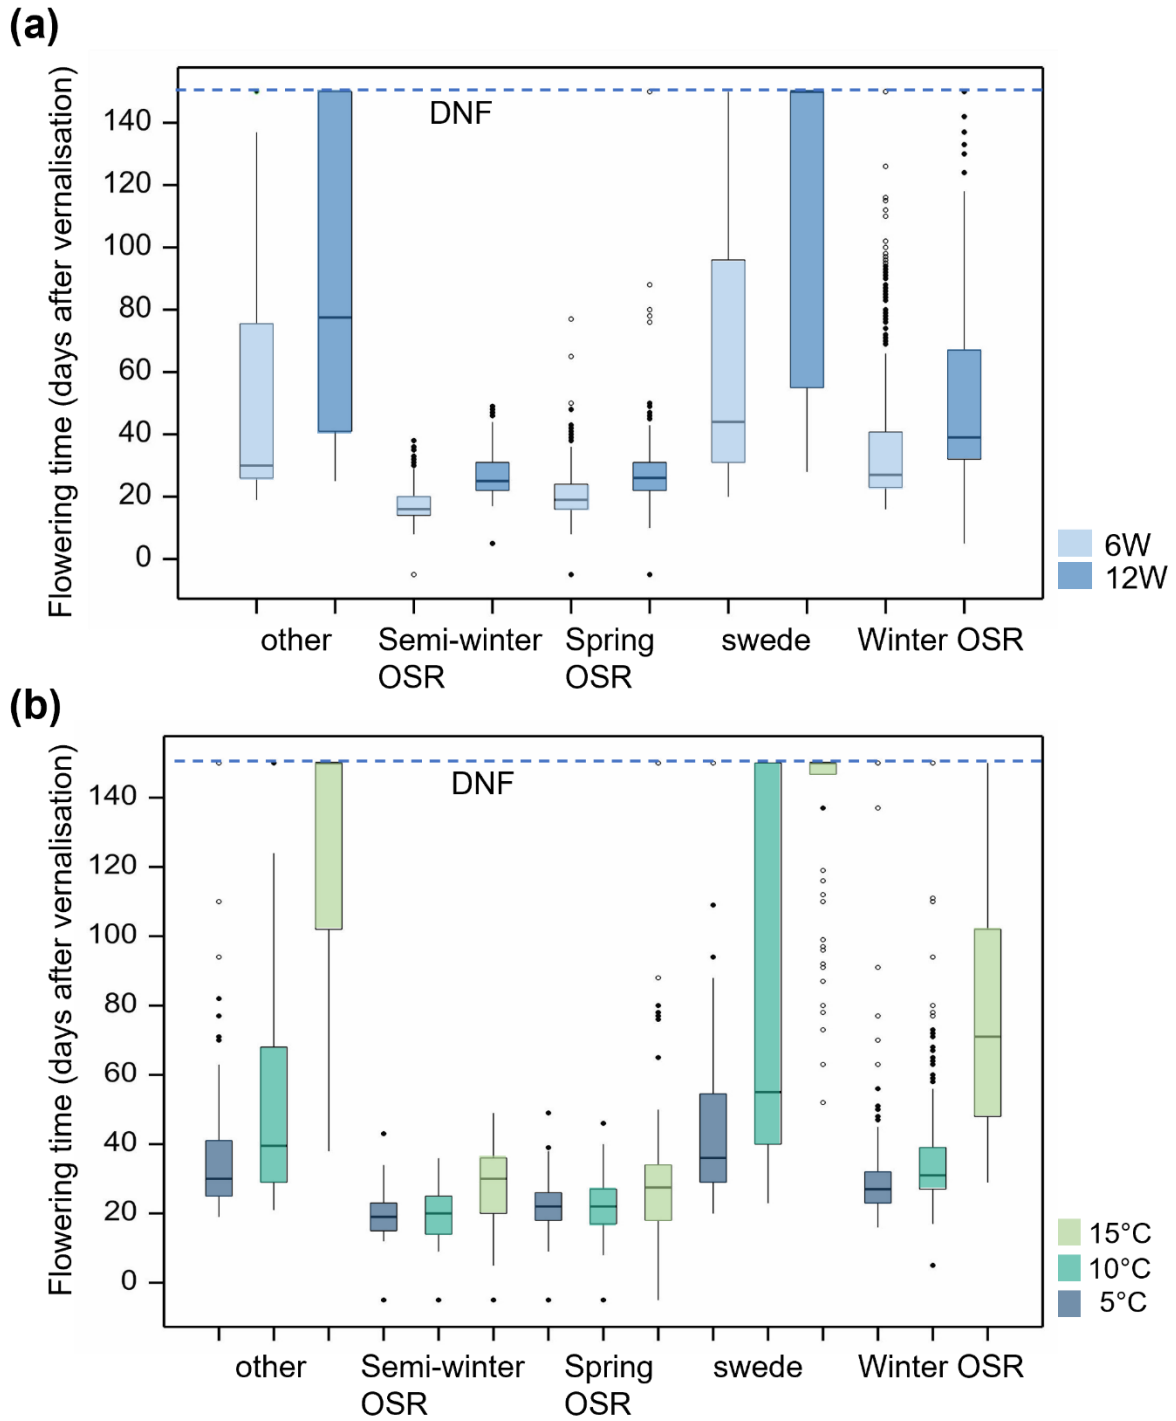 (a)
Flowering time (days after vernalisation)
140
120
100
80
60
40
20
0
DNF
other
Semi-winter OSR
Spring OSR
swede
Winter OSR
6W
12W
(b)
Flowering time (days after vernalisation)
140
120
100
80
60
40
20
0
DNF
other
Semi-winter OSR
Spring OSR
swede
Winter OSR
15°C
10°C
5°C